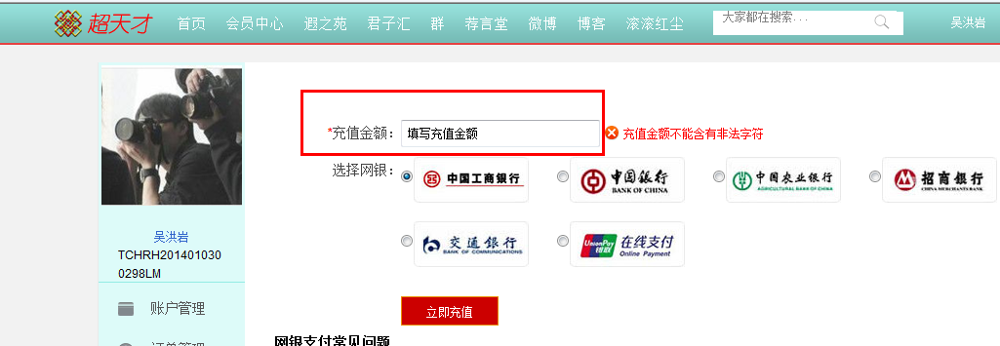 超天才 首页 会员中心 遐之苑 君子汇 群 荐言堂 微博 博客 滚滚红尘 大家都在搜索... 吴洪岩
*充值金额： 填写充值金额 充值金额不能含有非法字符
选择网银： 中国工商银行 中国银行 BANK OF CHINA 中国农业银行 AGRICULTURAL BANK OF CHINA 招商银行 CHINA MERCHANTS BANK
交通银行 BANK OF COMMUNICATIONS UnionPay 银联 在线支付 Online Payment
吴洪岩
TCHRH201401030
0298LM
账户管理
立即充值
订单管理
网银支付常见问题